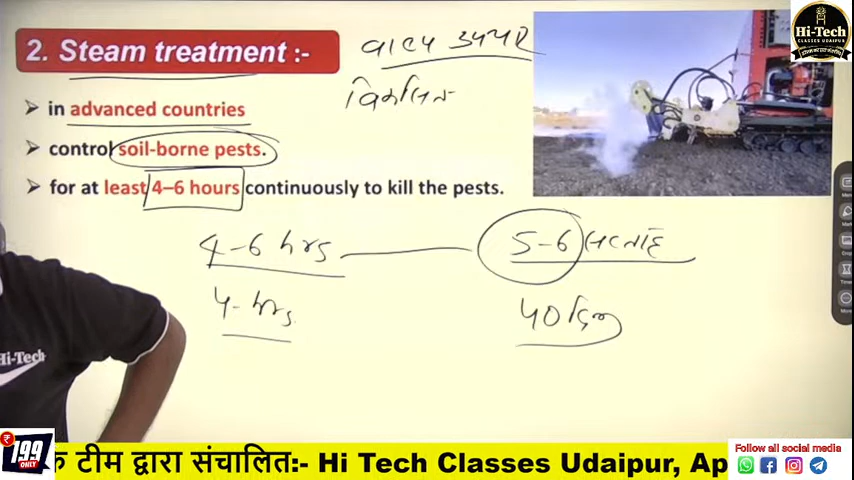 2. Steam treatment :-
वाष्प उपचार
विकसित
➤ in advanced countries
➤ control soil-borne pests.
➤ for at least 4–6 hours continuously to kill the pests.
4-6 hrs 5-6 सप्ताह
4-hrs 40 दिन
Hi-Tech
CLASSES UDAIPUR
Hi-Tech
₹ 199 ONLY
के टीम द्वारा संचालित:- Hi Tech Classes Udaipur, Ap
Follow all social media